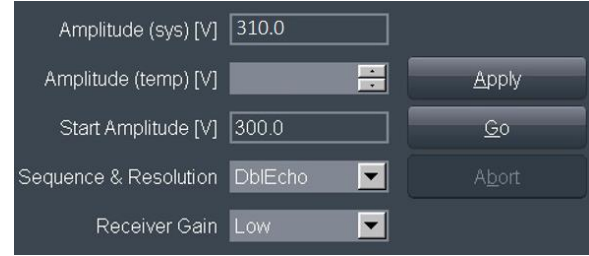 Amplitude (sys) [V] 310.0
Amplitude (temp) [V] Apply
Start Amplitude [V] 300.0 Go
Sequence & Resolution DblEcho Abort
Receiver Gain Low